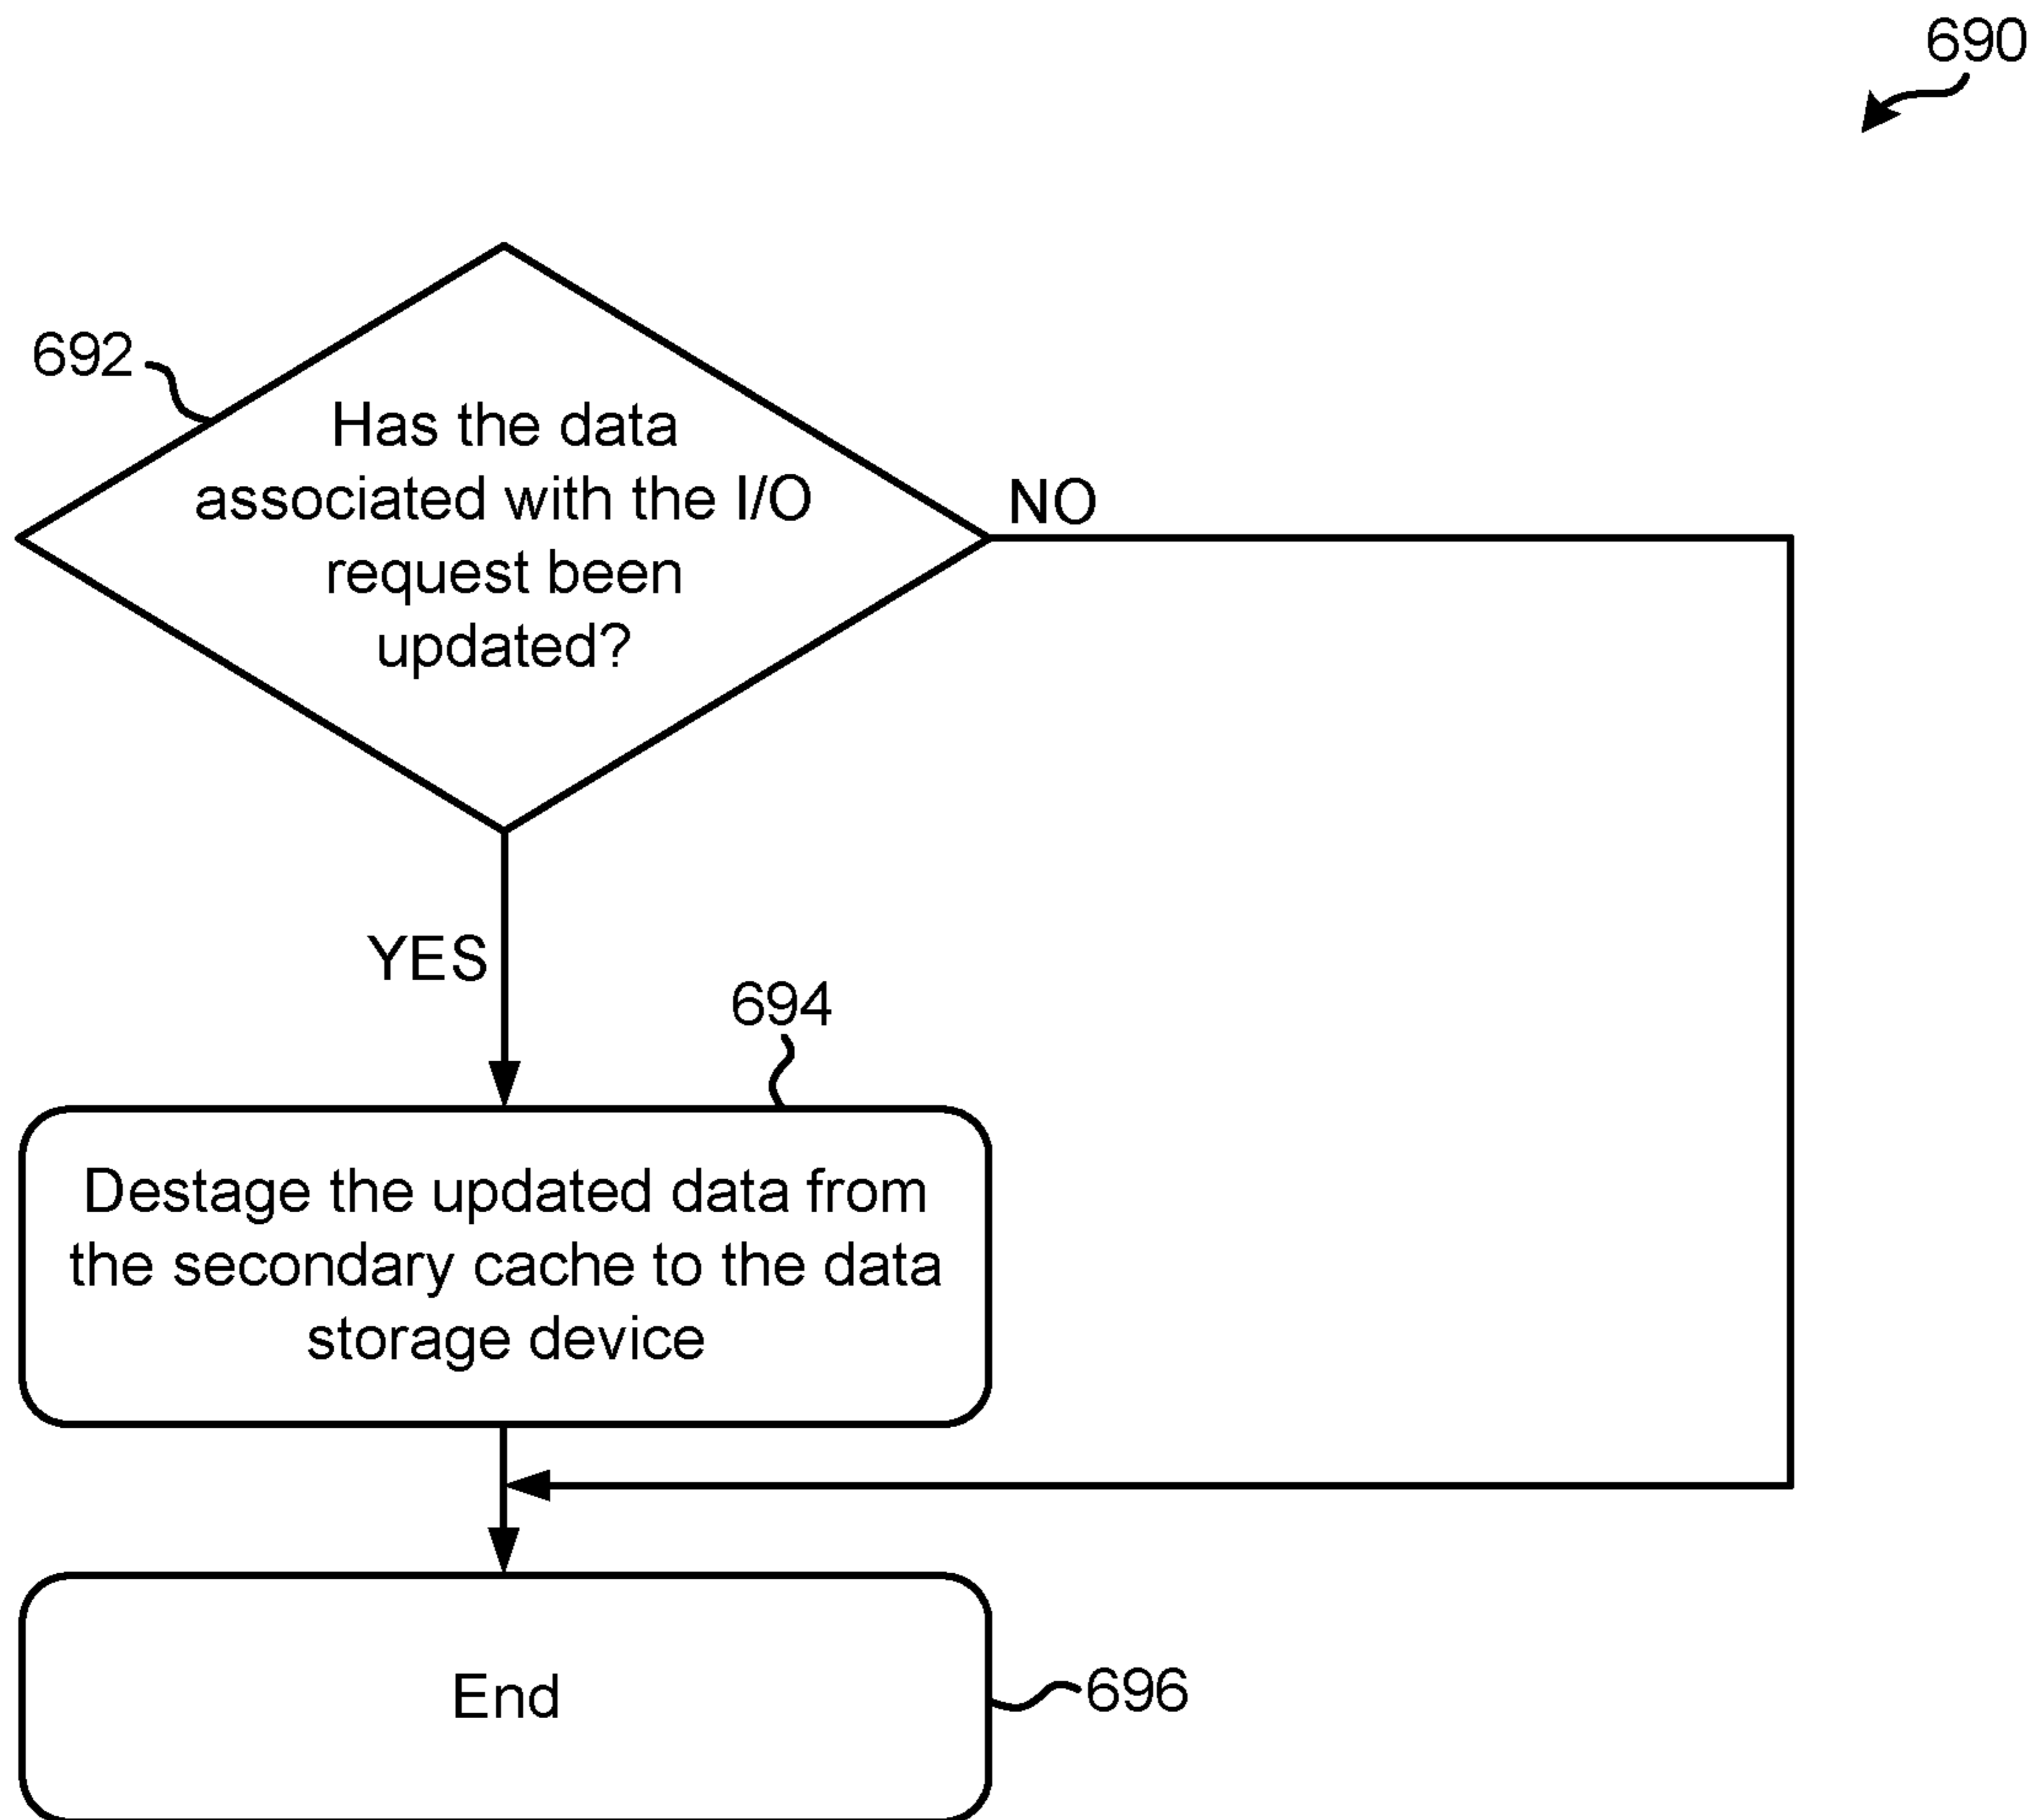 690
692
Has the data
associated with the I/O
request been
updated?
NO
YES
694
Destage the updated data from
the secondary cache to the data
storage device
End
696